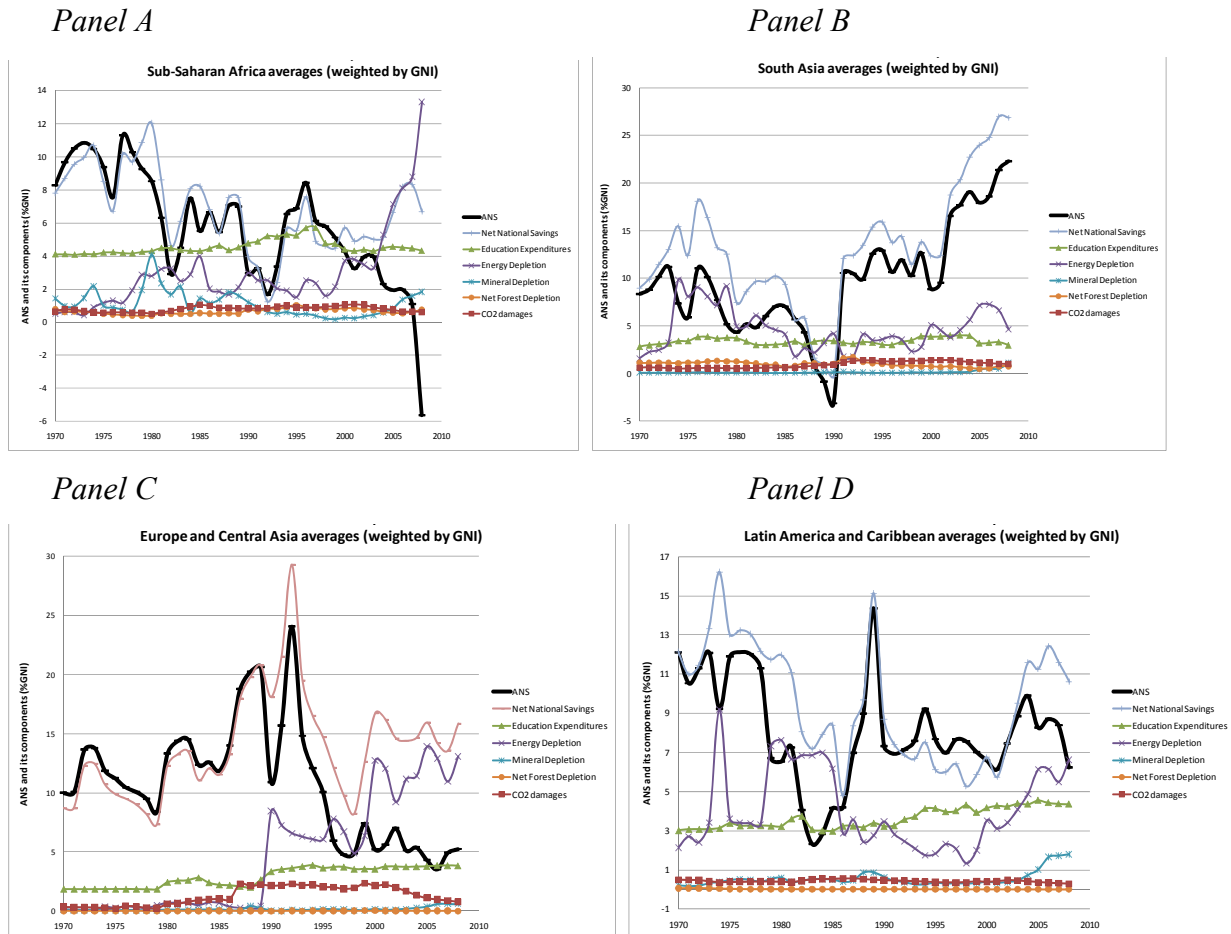 Panel A
Sub-Saharan Africa averages (weighted by GNI)
ANS and its components (%GNI)
14
12
10
8
6
4
2
0
-2
-4
-6
1970 1975 1980 1985 1990 1995 2000 2005 2010
ANS
Net National Savings
Education Expenditures
Energy Depletion
Mineral Depletion
Net Forest Depletion
CO2 damages
Panel B
South Asia averages (weighted by GNI)
ANS and its components (%GNI)
30
25
20
15
10
5
0
-5
1970 1975 1980 1985 1990 1995 2000 2005 2010
ANS
Net National Savings
Education Expenditures
Energy Depletion
Mineral Depletion
Net Forest Depletion
CO2 damages
Panel C
Europe and Central Asia averages (weighted by GNI)
ANS and its components (%GNI)
30
25
20
15
10
5
0
1970 1975 1980 1985 1990 1995 2000 2005 2010
ANS
Net National Savings
Education Expenditures
Energy Depletion
Mineral Depletion
Net Forest Depletion
CO2 damages
Panel D
Latin America and Caribbean averages (weighted by GNI)
ANS and its components (%GNI)
17
15
13
11
9
7
5
3
1
-1
1970 1975 1980 1985 1990 1995 2000 2005 2010
ANS
Net National Savings
Education Expenditures
Energy Depletion
Mineral Depletion
Net Forest Depletion
CO2 damages